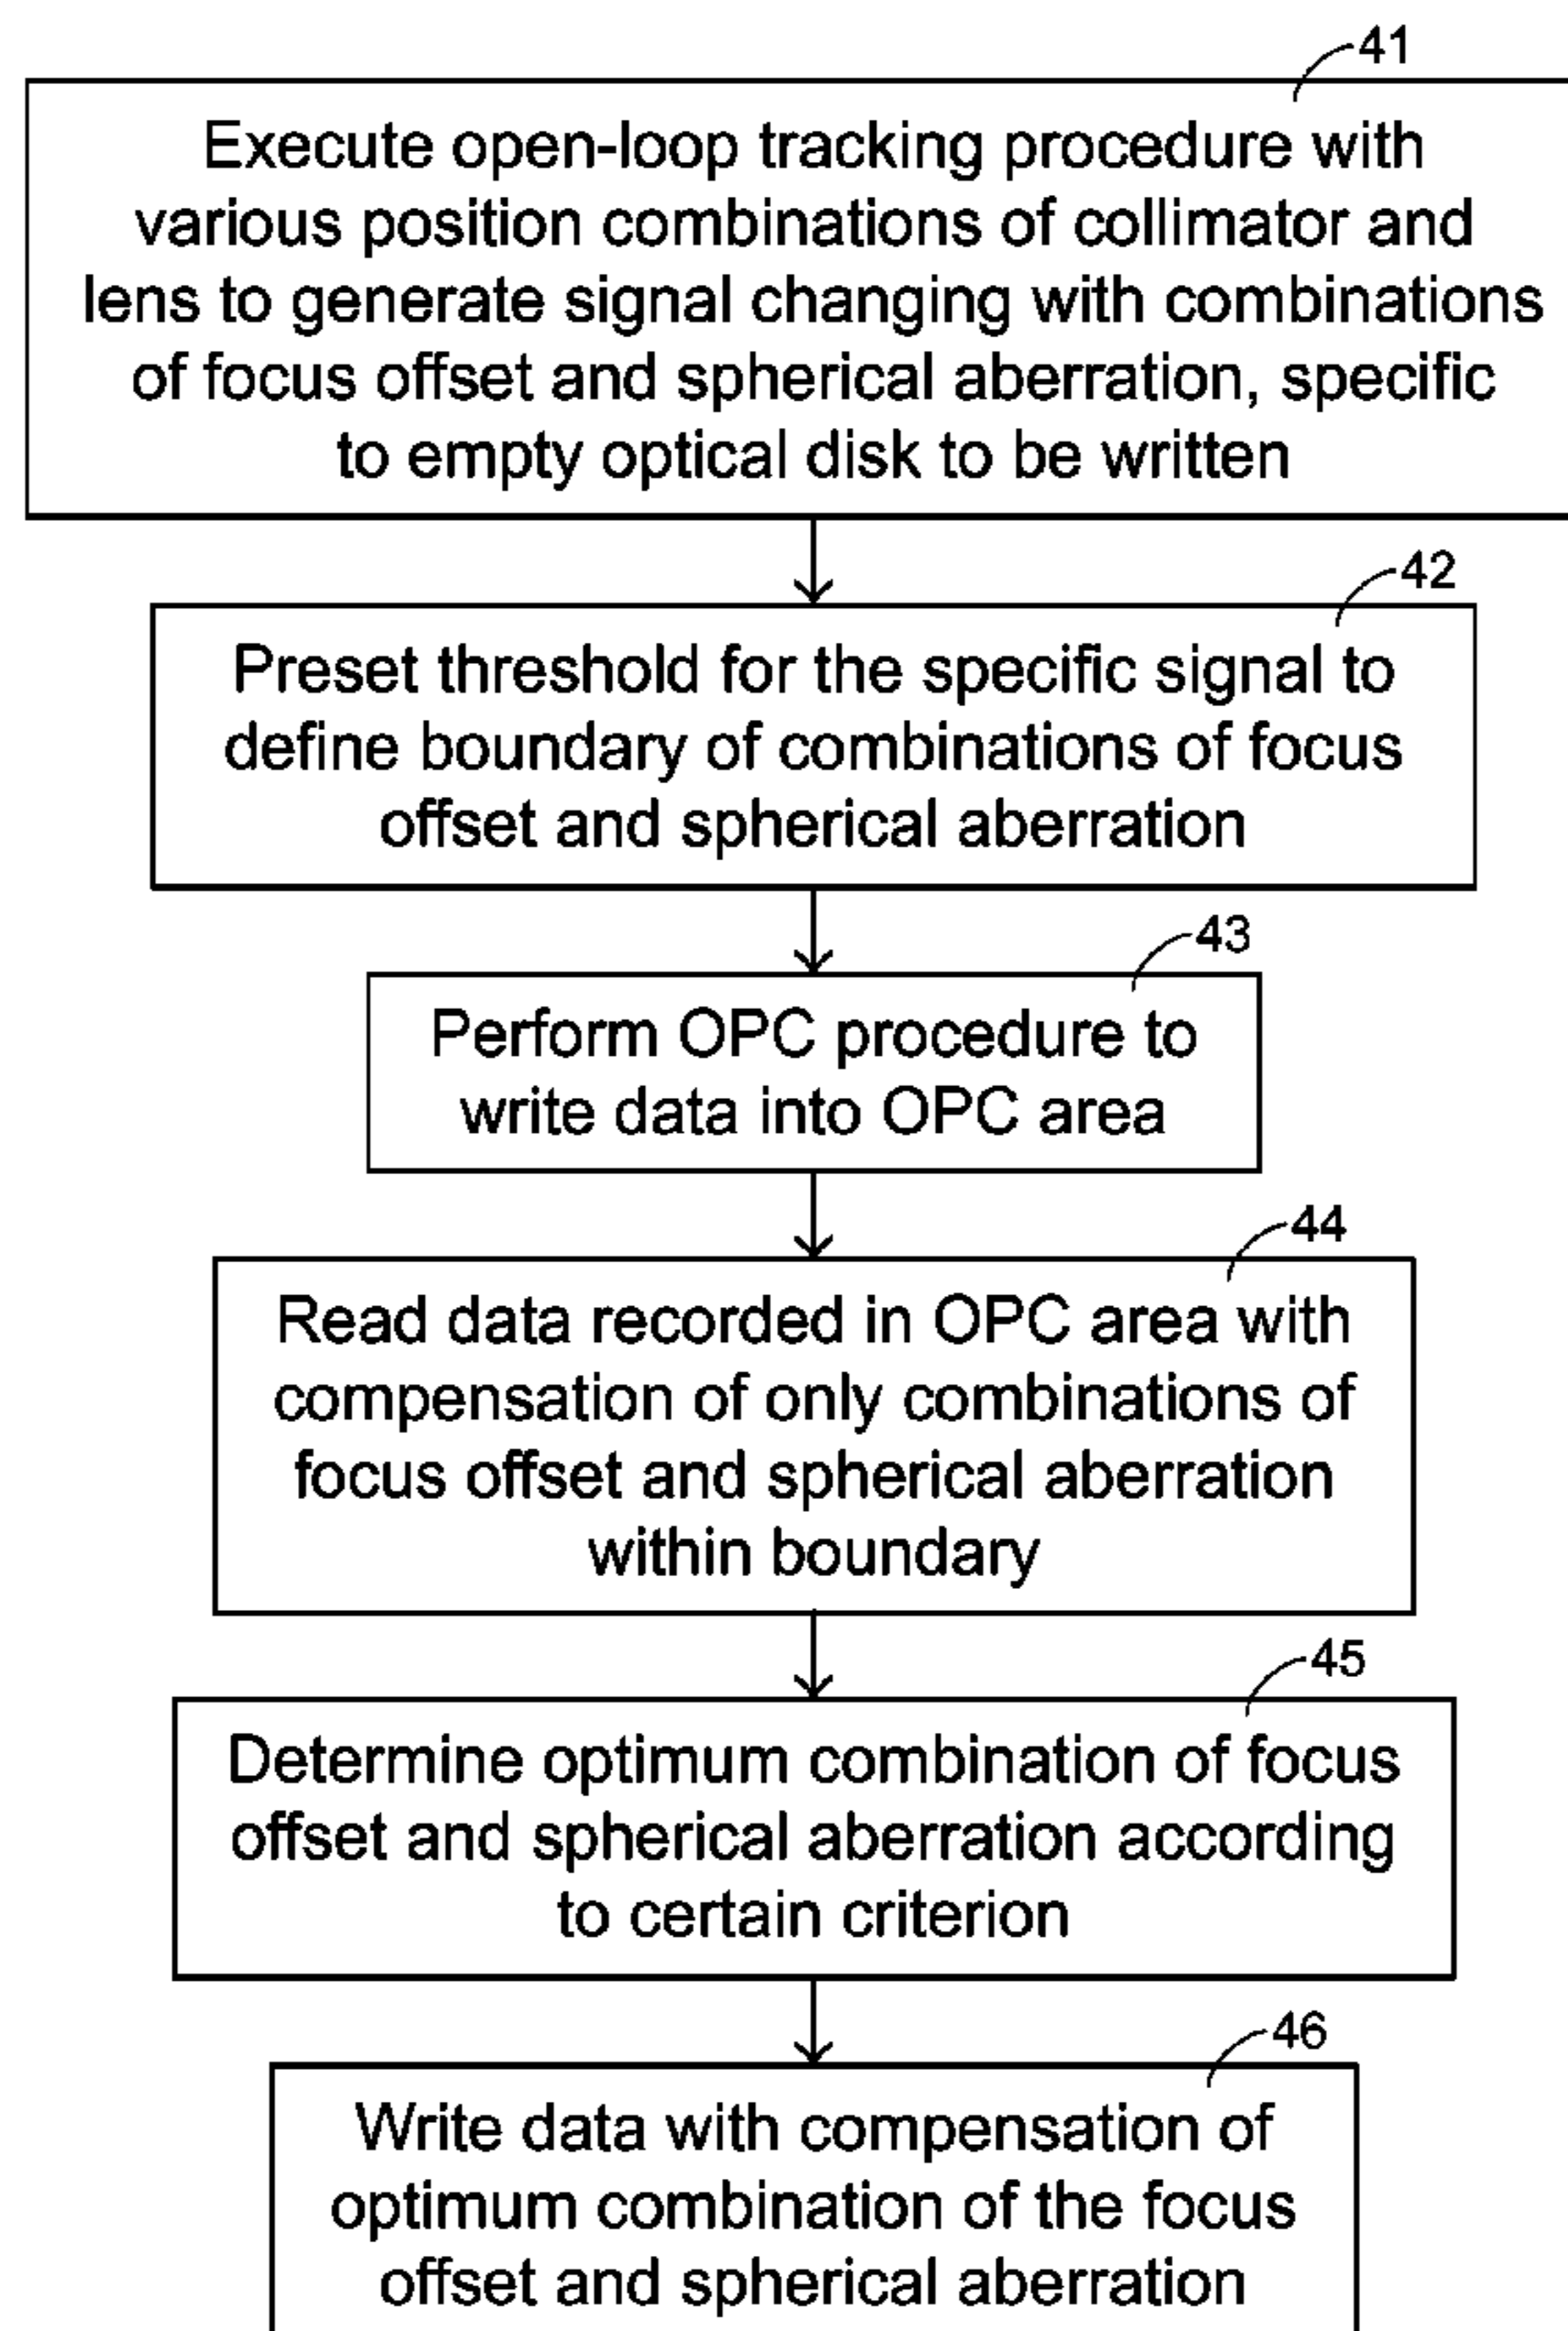 41
Execute open-loop tracking procedure with
various position combinations of collimator and
lens to generate signal changing with combinations
of focus offset and spherical aberration, specific
to empty optical disk to be written
42
Preset threshold for the specific signal to
define boundary of combinations of focus
offset and spherical aberration
43
Perform OPC procedure to
write data into OPC area
44
Read data recorded in OPC area with
compensation of only combinations of
focus offset and spherical aberration
within boundary
45
Determine optimum combination of focus
offset and spherical aberration according
to certain criterion
46
Write data with compensation of
optimum combination of the focus
offset and spherical aberration